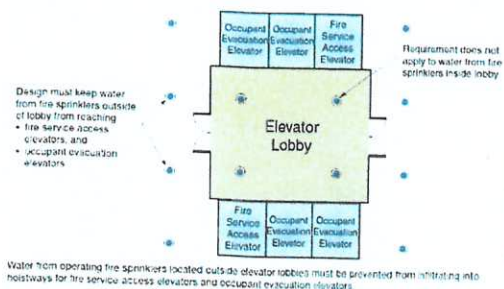 Occupant
Evacuation
Elevator
Occupant
Evacuation
Elevator
Fire
Service
Access
Elevator
Requirement does not
apply to water from fire
sprinklers inside lobby
Design must keep water
from fire sprinklers outside
of lobby from reaching
• fire service access
elevators, and
• occupant evacuation
elevators
Elevator
Lobby
Fire
Service
Access
Elevator
Occupant
Evacuation
Elevator
Occupant
Evacuation
Elevator
Water from operating fire sprinklers located outside elevator lobbies must be prevented from infiltrating into
hoistways for fire service access elevators and occupant evacuation elevators